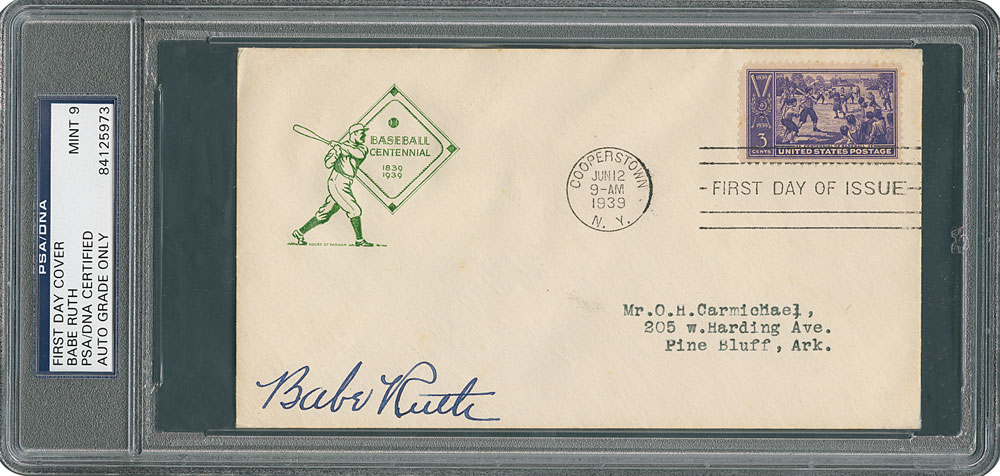 PSA/DNA
FIRST DAY COVER
BABE RUTH
PSA/DNA CERTIFIED
AUTO GRADE ONLY
MINT 9
84125973
BASEBALL
CENTENNIAL
1839
1939
COOPERSTOWN
JUN 12
9-AM
1939
N. Y.
1839
1939
3
CENTS
UNITED STATES POSTAGE
FIRST DAY OF ISSUE
Mr.O.H.Carmichael,
205 w.Harding Ave.
Pine Bluff, Ark.
Babe Ruth